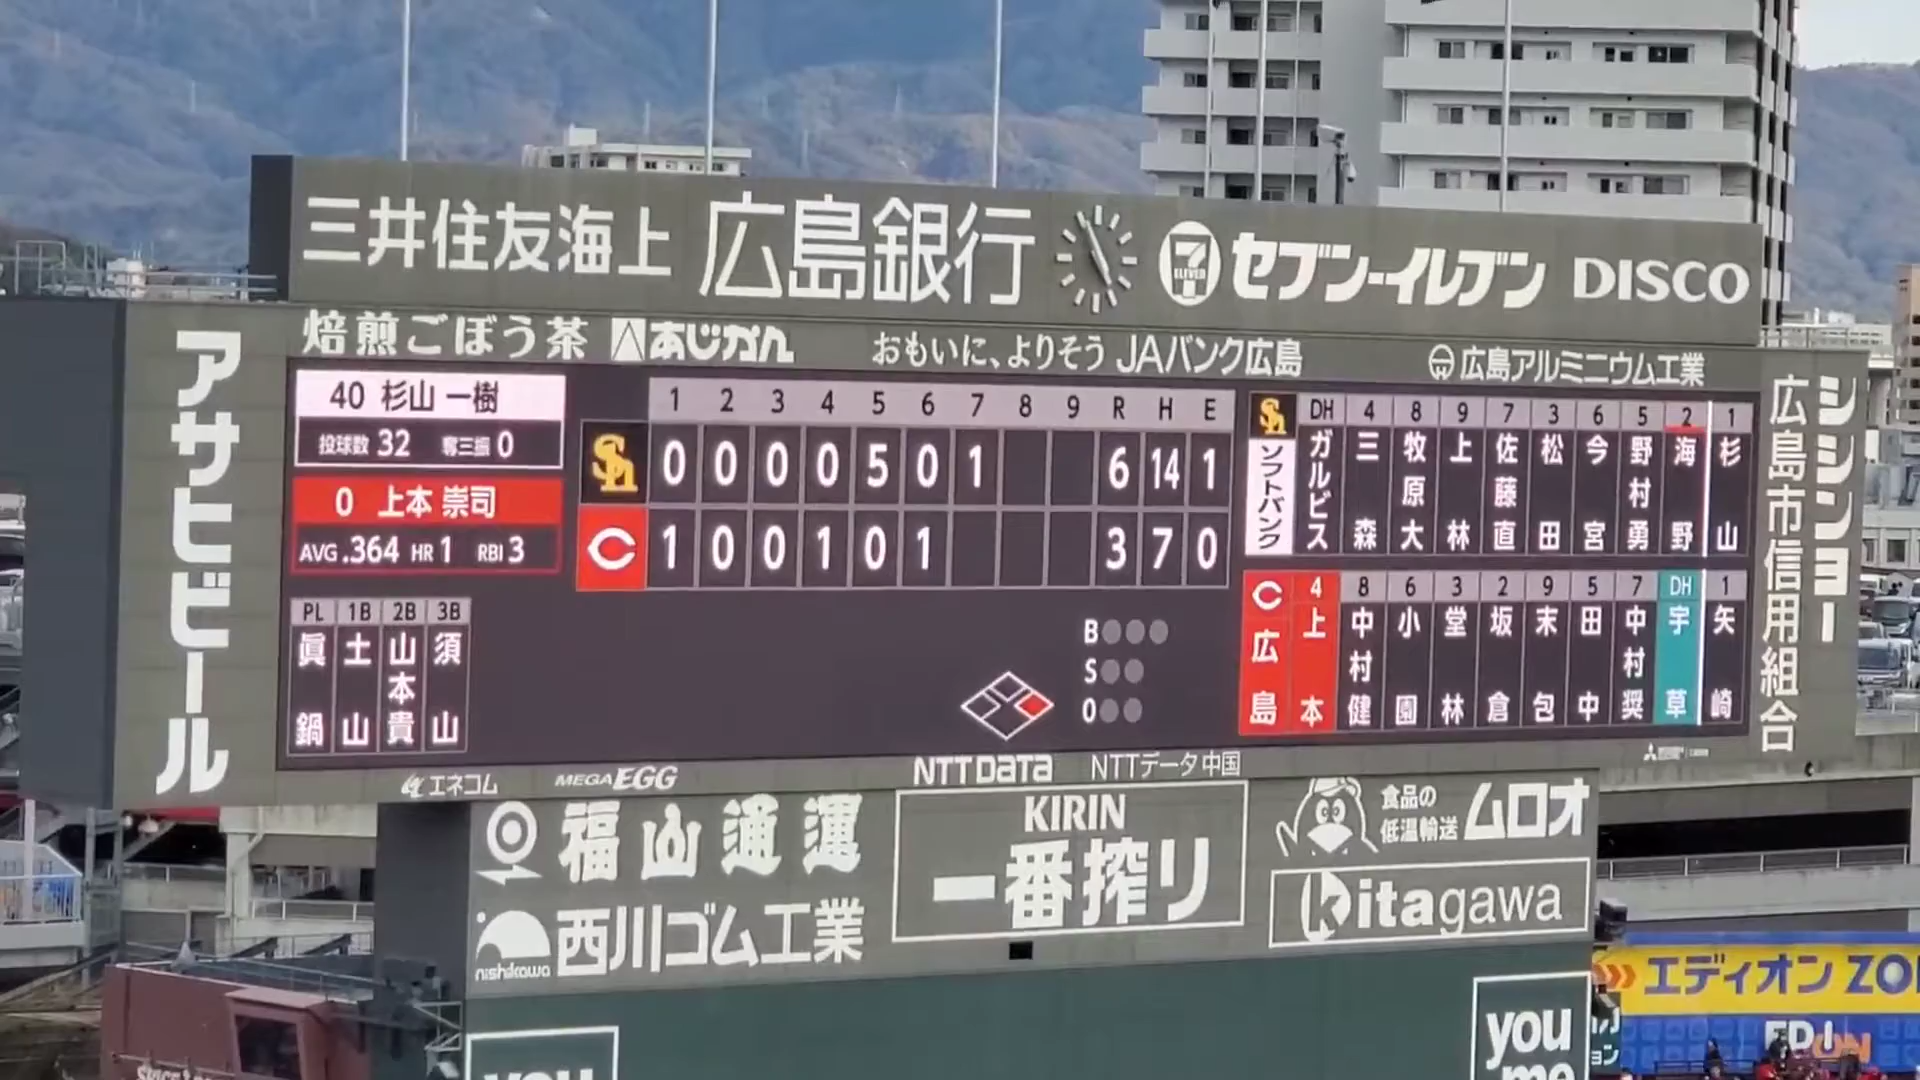 三井住友海上 広島銀行 7 ELEVEN セブン-イレブン DISCO
焙煎ごぼう茶 あじかん おもいに、よりそう JAバンク広島 広島アルミニウム工業
アサヒビール
40 杉山 一樹
投球数 32 奪三振 0
0 上本 崇司
AVG .364 HR 1 RBI 3
PL 1B 2B 3B
眞鍋 土山 山本貴 須山
1 2 3 4 5 6 7 8 9 R H E
Sh 0 0 0 0 5 0 1 6 14 1
C 1 0 0 1 0 1 3 7 0
B
S
O
Sh DH 4 8 9 7 3 6 5 2 1
ソフトバンク ガルビス 三森 牧原大 上林 佐藤直 松田 今宮 野村勇 海野 杉山
C 4 8 6 3 2 9 5 7 DH 1
広島 上本 中村健 小園 堂林 坂倉 末包 田中 中村奨 宇草 矢崎
シシンヨー
広島市信用組合
エネコム MEGA EGG NTT DATA NTTデータ中国
福山通運
nishikawa 西川ゴム工業
KIRIN
一番搾り
食品の
低温輸送 ムロオ
Kitagawa
エディオン ZO
EDION
you
me
you